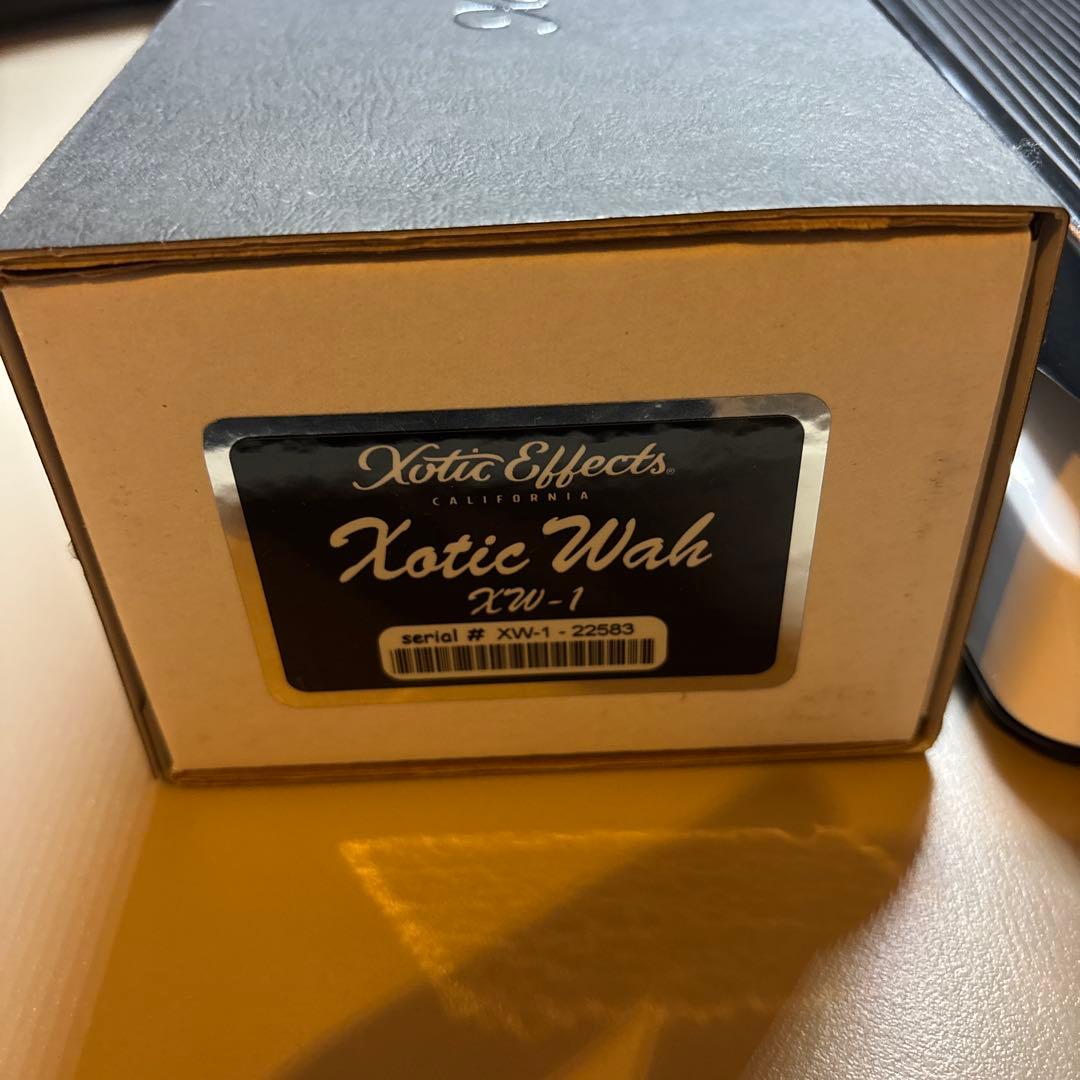 Xotic Effects®
CALIFORNIA
Xotic Wah
XW-1
serial # XW-1 - 22583